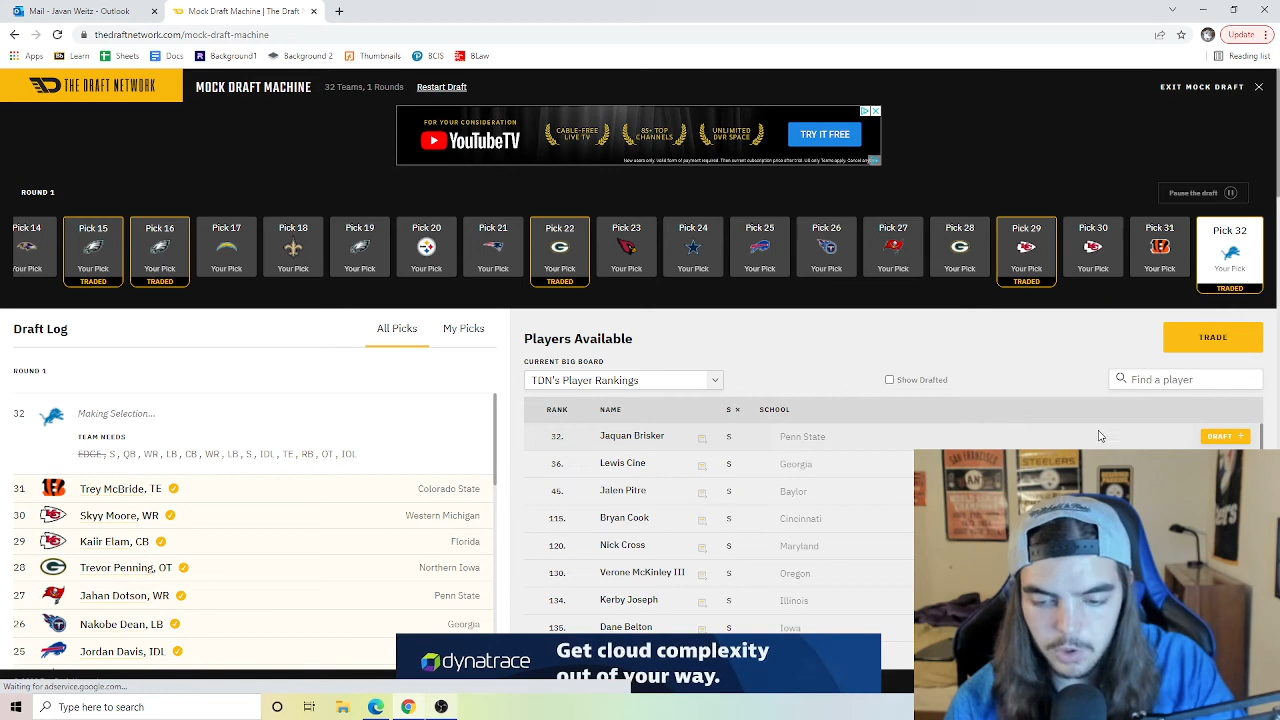 Mail - Javan Weitz - Outlook
Mock Draft Machine | The Draft
thedraftnetwork.com/mock-draft-machine
Update
Apps
Sheets
Docs
Background1
Background 2
Thumbnails
BCIS
BLaw
Reading list
THE DRAFT NETWORK
MOCK DRAFT MACHINE
32 Teams, 1 Rounds
Restart Draft
EXIT MOCK DRAFT
FOR YOUR CONSIDERATION
YouTubeTV
CABLE-FREE LIVE TV
85+ TOP CHANNELS
UNLIMITED DVR SPACE
TRY IT FREE
ROUND 1
Pause the draft
Pick 14 Pick 15 Pick 16 Pick 17 Pick 18 Pick 19 Pick 20 Pick 21 Pick 22 Pick 23 Pick 24 Pick 25 Pick 26 Pick 27 Pick 28 Pick 29 Pick 30 Pick 31 Pick 32
Your Pick Your Pick Your Pick Your Pick Your Pick Your Pick Your Pick Your Pick Your Pick Your Pick Your Pick Your Pick Your Pick Your Pick Your Pick Your Pick Your Pick Your Pick Your Pick
TRADED TRADED TRADED TRADED TRADED
Draft Log
All Picks
My Picks
ROUND 1
32 Making Selection...
TEAM NEEDS
EDGE, S, QB, WR, LB, CB, WR, LB, S, IDL, TE, RB, OT, IOL
31 Trey McBride, TE Colorado State
30 Skyy Moore, WR Western Michigan
29 Kaiir Elam, CB Florida
28 Trevor Penning, OT Northern Iowa
27 Jahan Dotson, WR Penn State
26 Nakobe Dean, LB Georgia
25 Jordan Davis, IDL
Players Available
TRADE
CURRENT BIG BOARD
TDN's Player Rankings
Show Drafted
Find a player
RANK NAME S × SCHOOL
32. Jaquan Brisker S Penn State DRAFT +
36. Lewis Cine S Georgia
45. Jalen Pitre S Baylor
115. Bryan Cook S Cincinnati
120. Nick Cross S Maryland
130. Verone McKinley III S Oregon
134. Kerby Joseph S Illinois
135. Dane Belton S Iowa
dynatrace
Get cloud complexity
out of your way.
STEELERS
SAN FRANCISCO
Waiting for adservice.google.com...
Type here to search